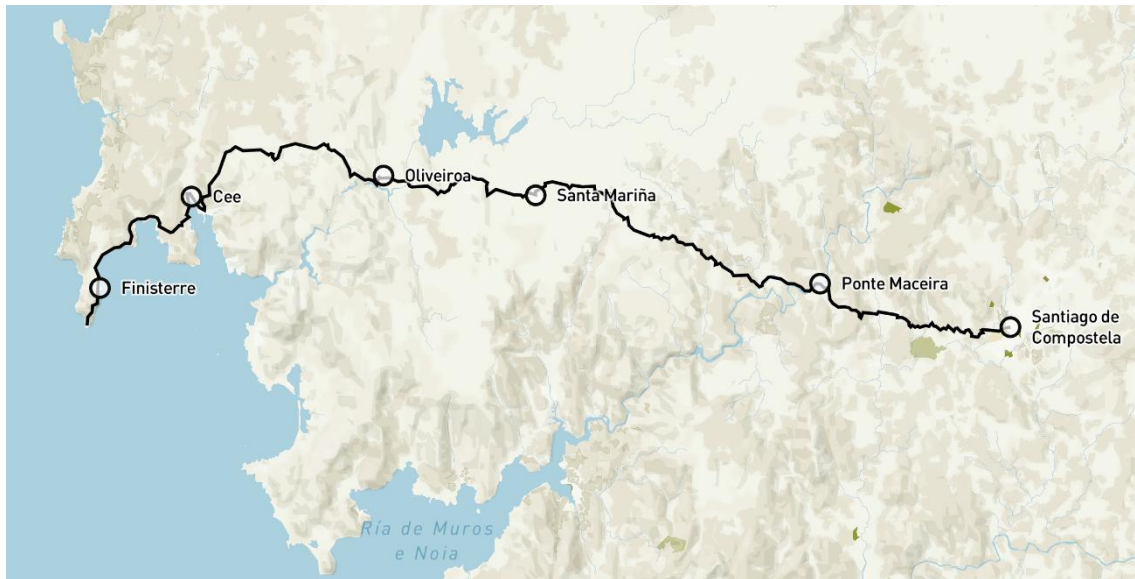 Oliveiroa
Cee
Santa Mariña
Finisterre
Ponte Maceira
Santiago de
Compostela
Ría de Muros
e Noia